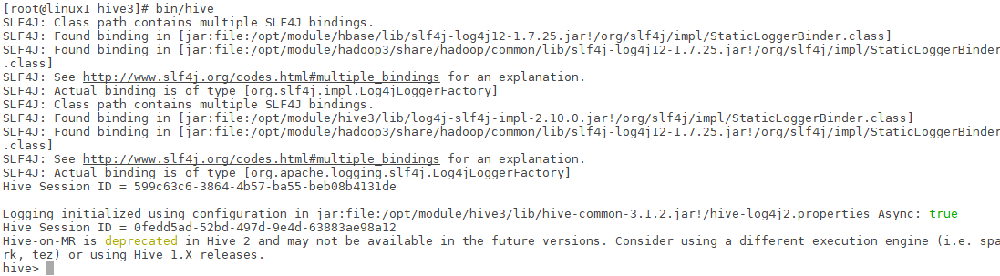 [root@linux1 hive3]# bin/hive
SLF4J: Class path contains multiple SLF4J bindings.
SLF4J: Found binding in [jar:file:/opt/module/hbase/lib/slf4j-log4j12-1.7.25.jar!/org/slf4j/impl/StaticLoggerBinder.class]
SLF4J: Found binding in [jar:file:/opt/module/hadoop3/share/hadoop/common/lib/slf4j-log4j12-1.7.25.jar!/org/slf4j/impl/StaticLoggerBinder
.class]
SLF4J: See http://www.slf4j.org/codes.html#multiple_bindings for an explanation.
SLF4J: Actual binding is of type [org.slf4j.impl.Log4jLoggerFactory]
SLF4J: Class path contains multiple SLF4J bindings.
SLF4J: Found binding in [jar:file:/opt/module/hive3/lib/log4j-slf4j-impl-2.10.0.jar!/org/slf4j/impl/StaticLoggerBinder.class]
SLF4J: Found binding in [jar:file:/opt/module/hadoop3/share/hadoop/common/lib/slf4j-log4j12-1.7.25.jar!/org/slf4j/impl/StaticLoggerBinder
.class]
SLF4J: See http://www.slf4j.org/codes.html#multiple_bindings for an explanation.
SLF4J: Actual binding is of type [org.apache.logging.slf4j.Log4jLoggerFactory]
Hive Session ID = 599c63c6-3864-4b57-ba55-beb08b4131de
Logging initialized using configuration in jar:file:/opt/module/hive3/lib/hive-common-3.1.2.jar!/hive-log4j2.properties Async: true
Hive Session ID = 0fedd5ad-52bd-497d-9e4d-63883ae98a12
Hive-on-MR is deprecated in Hive 2 and may not be available in the future versions. Consider using a different execution engine (i.e. spa
rk, tez) or using Hive 1.X releases.
hive>